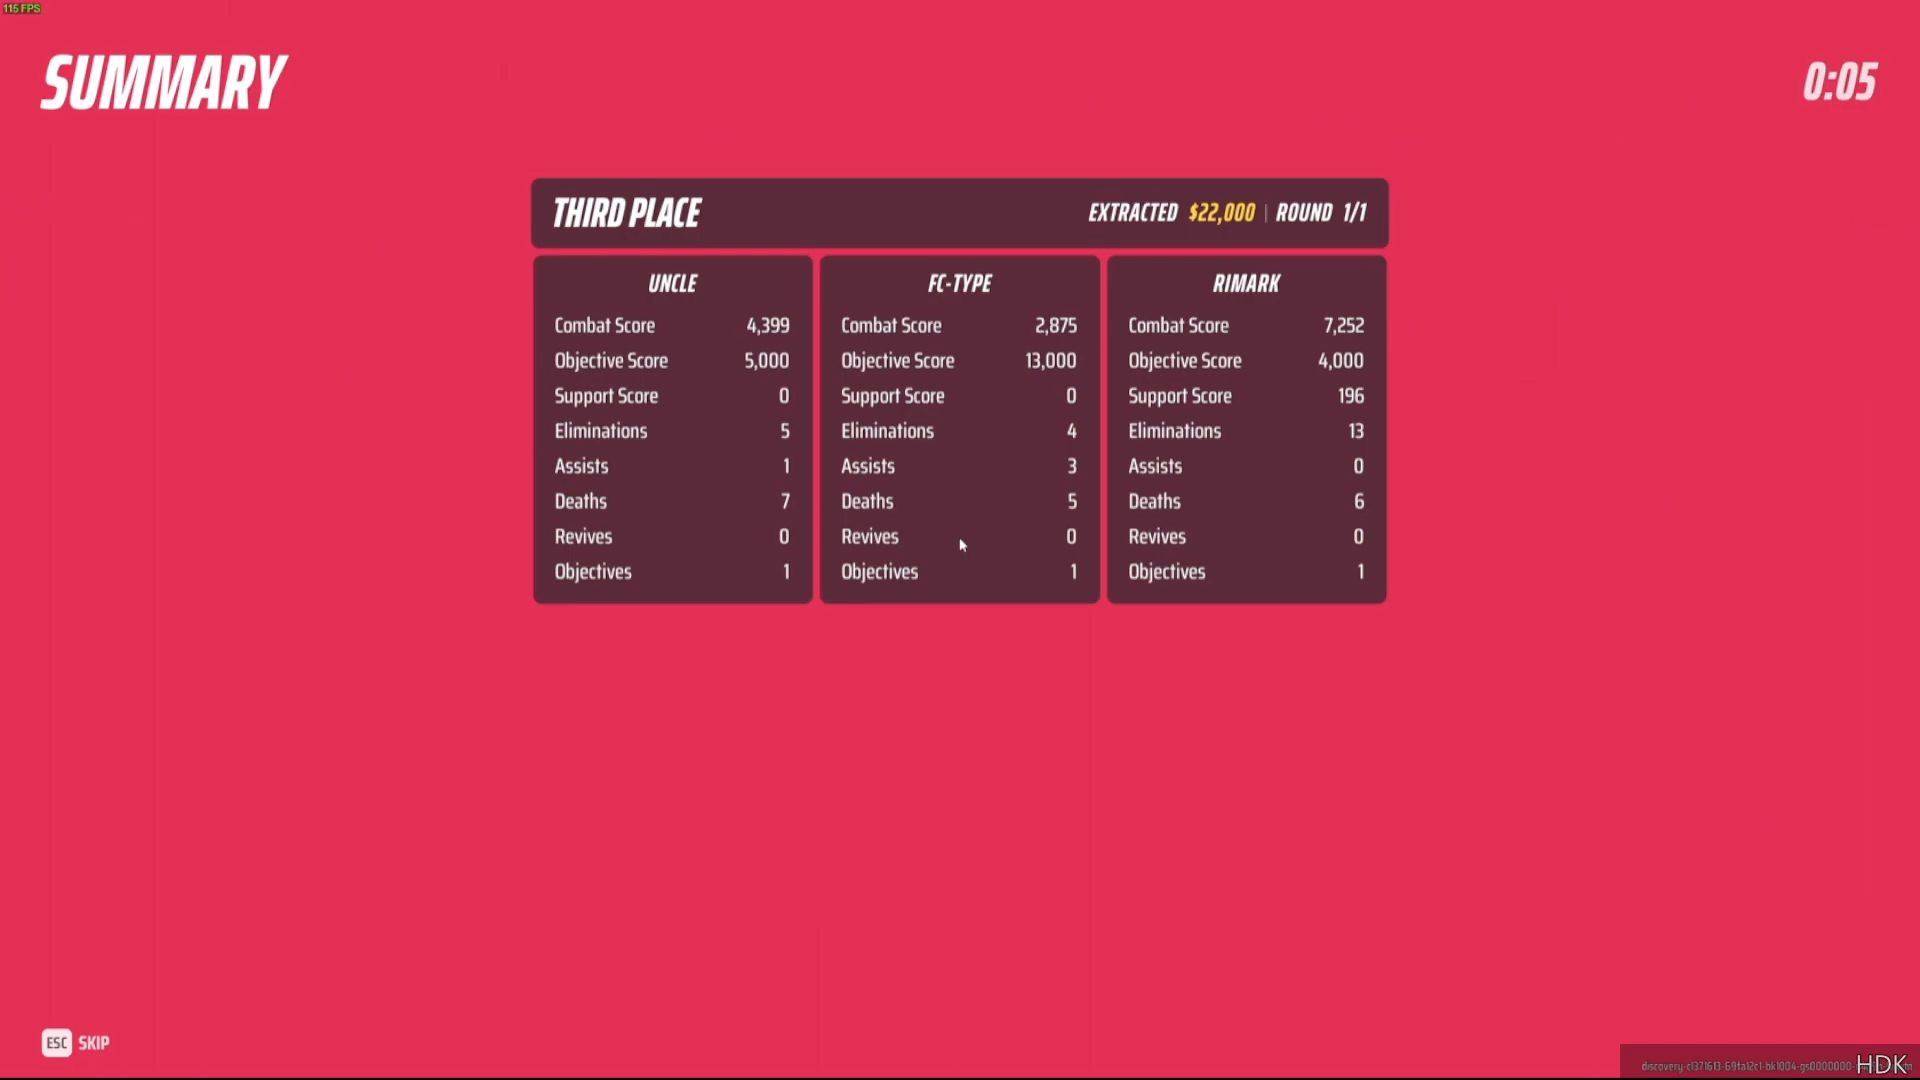 115 FPS
SUMMARY
0:05
THIRD PLACE
EXTRACTED $22,000 | ROUND 1/1
UNCLE
Combat Score 4,399
Objective Score 5,000
Support Score 0
Eliminations 5
Assists 1
Deaths 7
Revives 0
Objectives 1
FC-TYPE
Combat Score 2,875
Objective Score 13,000
Support Score 0
Eliminations 4
Assists 3
Deaths 5
Revives 0
Objectives 1
RIMARK
Combat Score 7,252
Objective Score 4,000
Support Score 196
Eliminations 13
Assists 0
Deaths 6
Revives 0
Objectives 1
ESC SKIP
HDK